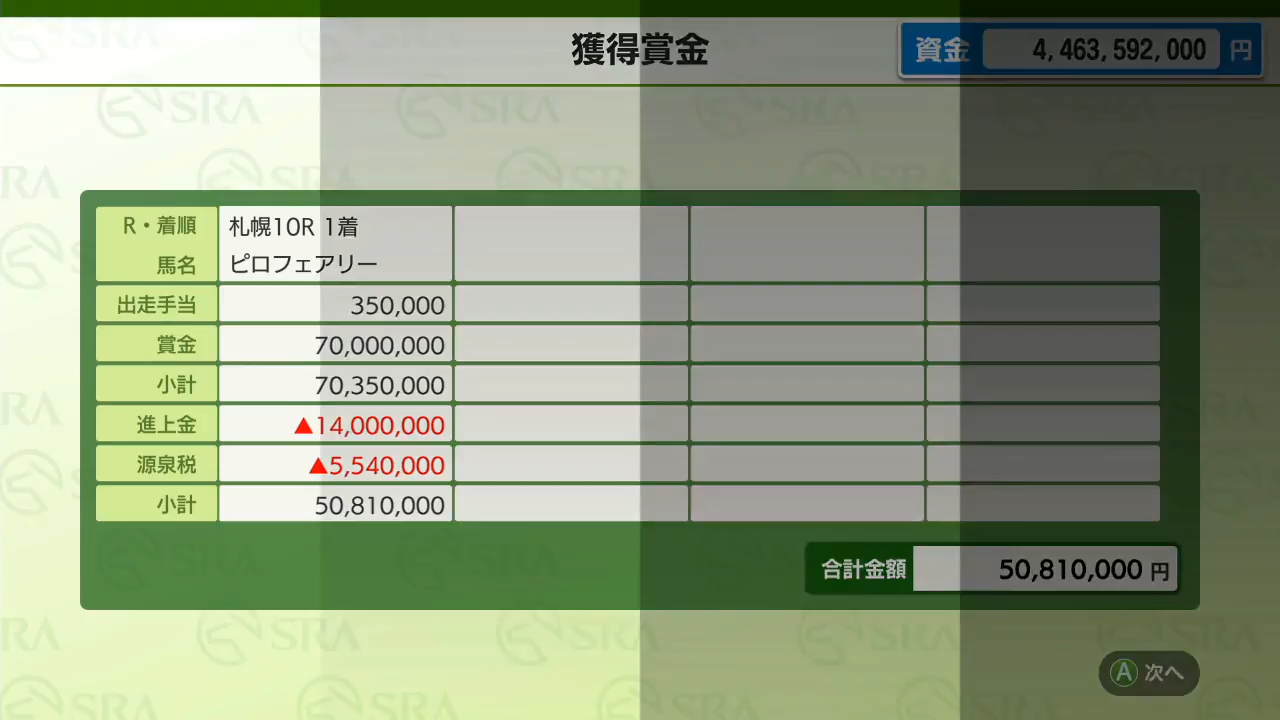 獲得賞金
資金 4,463,592,000 円
R・着順 札幌10R 1着
馬名 ピロフェアリー
出走手当 350,000
賞金 70,000,000
小計 70,350,000
進上金 ▲14,000,000
源泉税 ▲5,540,000
小計 50,810,000
合計金額 50,810,000 円
A 次へ
SRA